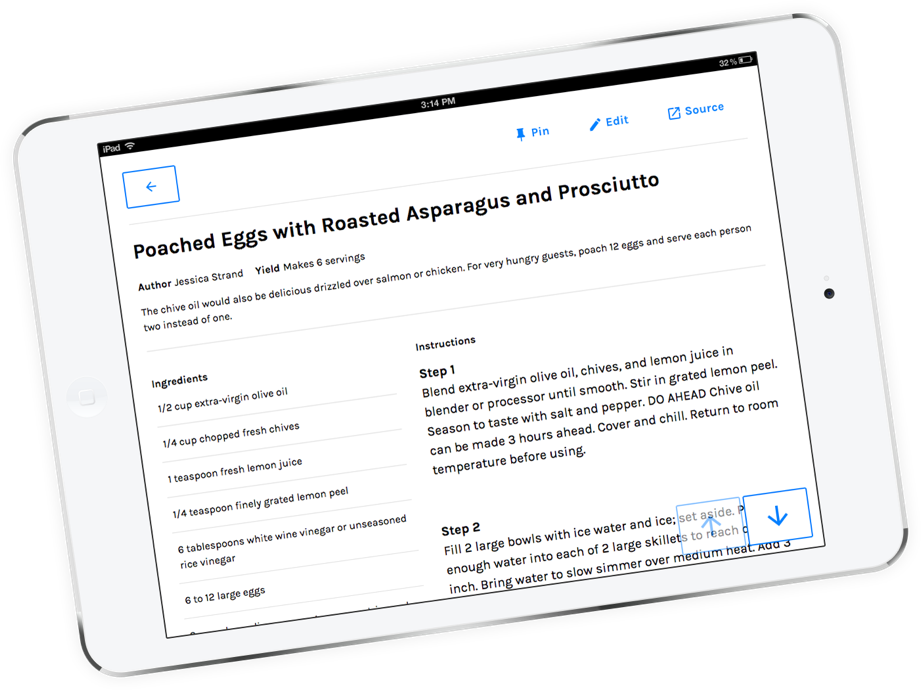 iPad
3:14 PM
32%
Pin
Edit
Source
Poached Eggs with Roasted Asparagus and Prosciutto
Author Jessica Strand Yield Makes 6 servings
The chive oil would also be delicious drizzled over salmon or chicken. For very hungry guests, poach 12 eggs and serve each person
two instead of one.
Ingredients
1/2 cup extra-virgin olive oil
1/4 cup chopped fresh chives
1 teaspoon fresh lemon juice
1/4 teaspoon finely grated lemon peel
6 tablespoons white wine vinegar or unseasoned
rice vinegar
6 to 12 large eggs
Instructions
Step 1
Blend extra-virgin olive oil, chives, and lemon juice in
blender or processor until smooth. Stir in grated lemon peel.
Season to taste with salt and pepper. DO AHEAD Chive oil
can be made 3 hours ahead. Cover and chill. Return to room
temperature before using.
Step 2
Fill 2 large bowls with ice water and ice; set aside.
enough water into each of 2 large skillets to reach
inch. Bring water to slow simmer over medium heat. Add 3